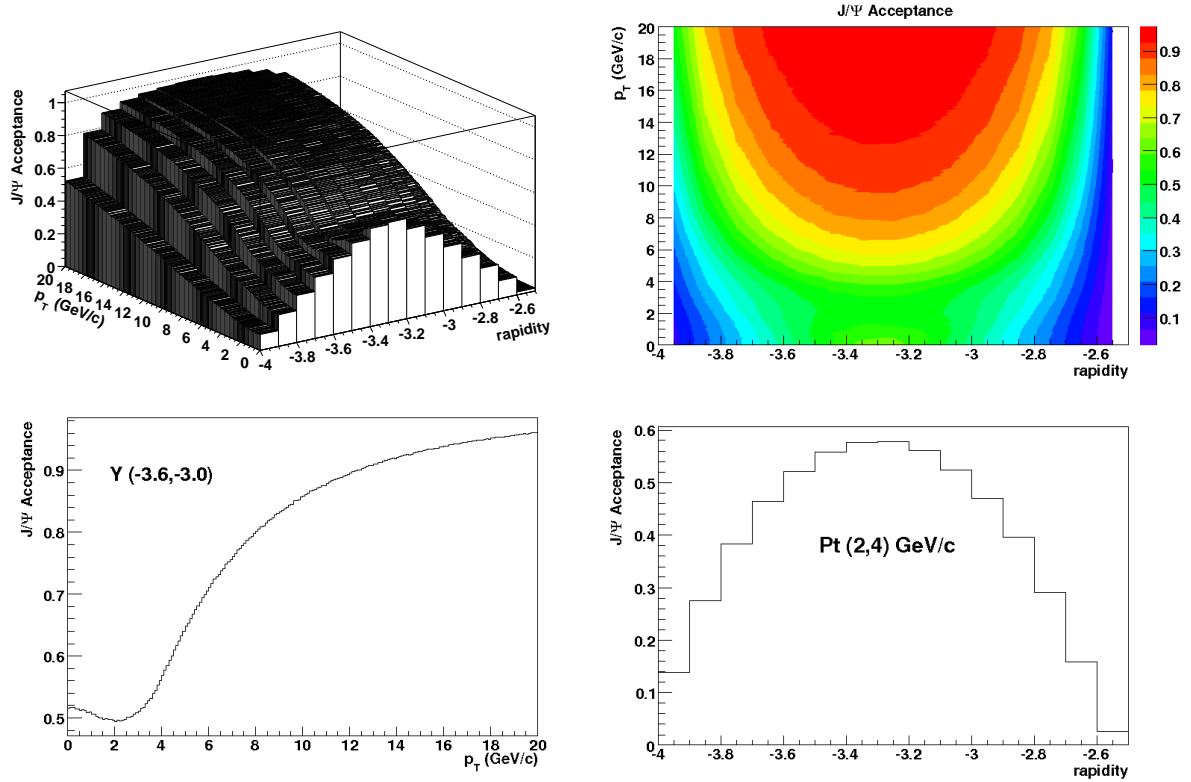 J/Ψ Acceptance
1
0.8
0.6
0.4
0.2
0
20 18 16 14 12 10 8 6 4 2 0
p_T (GeV/c)
-4 -3.8 -3.6 -3.4 -3.2 -3 -2.8 -2.6
rapidity
J/Ψ Acceptance
p_T (GeV/c)
20
18
16
14
12
10
8
6
4
2
0
-4 -3.8 -3.6 -3.4 -3.2 -3 -2.8 -2.6
rapidity
0.9
0.8
0.7
0.6
0.5
0.4
0.3
0.2
0.1
J/Ψ Acceptance
Y (-3.6,-3.0)
0.9
0.8
0.7
0.6
0.5
0 2 4 6 8 10 12 14 16 18 20
p_T (GeV/c)
J/Ψ Acceptance
0.6
0.5
Pt (2,4) GeV/c
0.4
0.3
0.2
0.1
0
-4 -3.8 -3.6 -3.4 -3.2 -3 -2.8 -2.6
rapidity